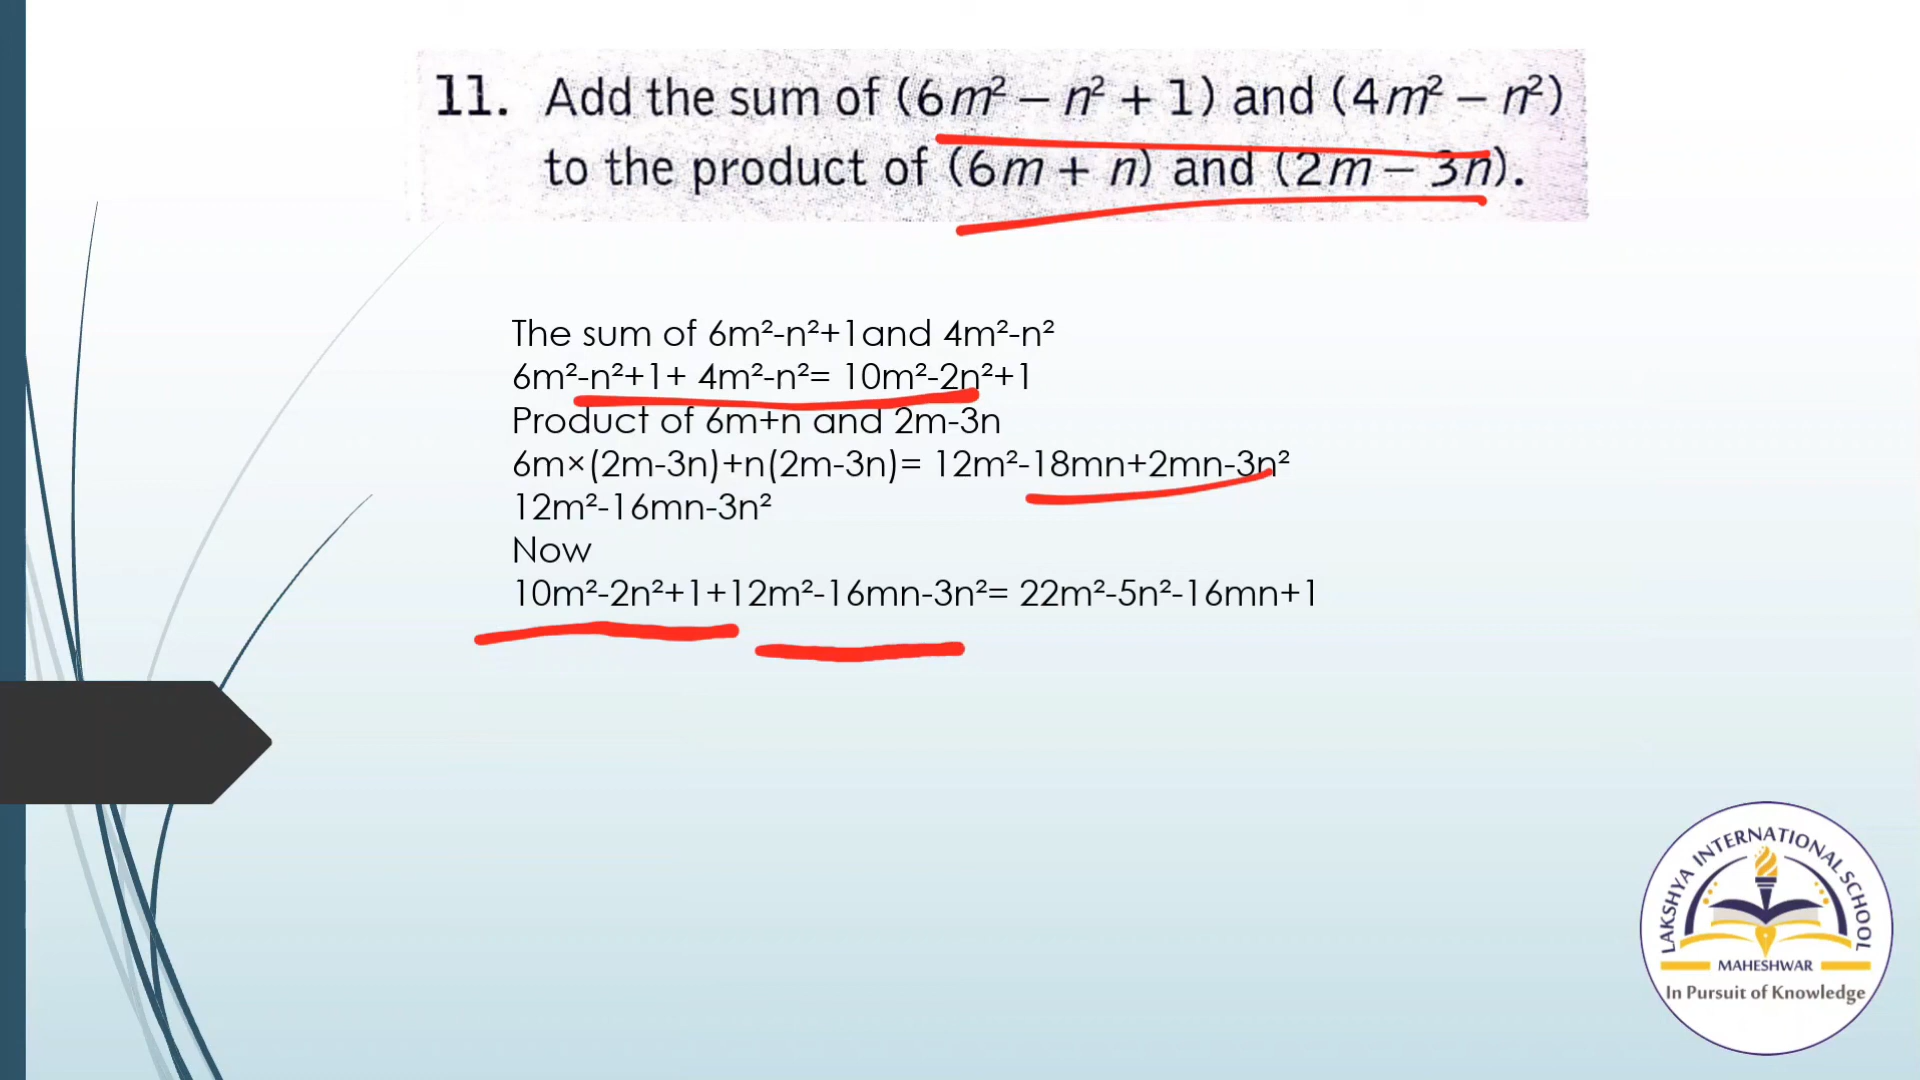 11. Add the sum of (6m² – n² + 1) and (4m² – n²)
to the product of (6m + n) and (2m – 3n).
The sum of 6m²-n²+1and 4m²-n²
6m²-n²+1+ 4m²-n²= 10m²-2n²+1
Product of 6m+n and 2m-3n
6m×(2m-3n)+n(2m-3n)= 12m²-18mn+2mn-3n²
12m²-16mn-3n²
Now
10m²-2n²+1+12m²-16mn-3n²= 22m²-5n²-16mn+1
LAKSHYA INTERNATIONAL SCHOOL
MAHESHWAR
In Pursuit of Knowledge